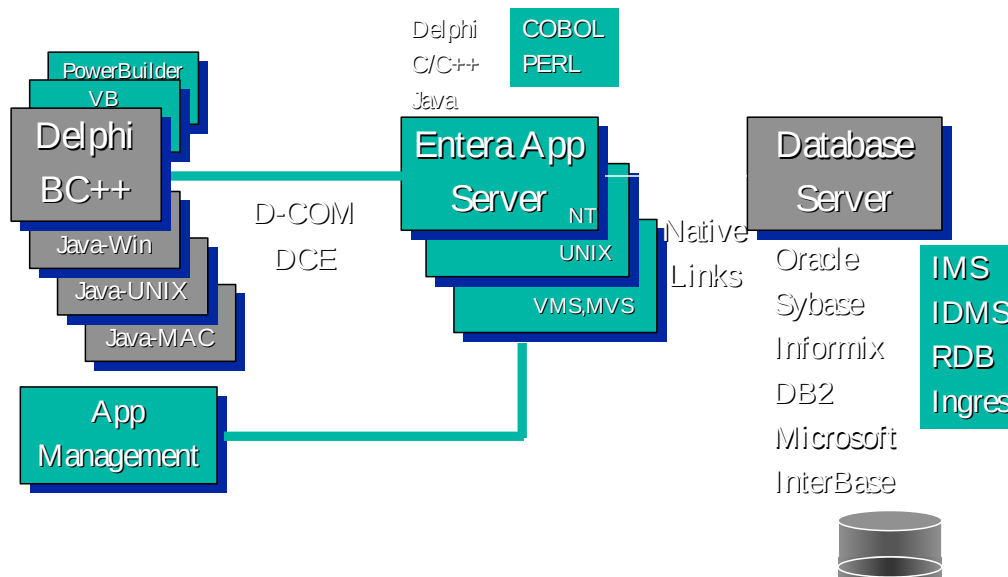 Delphi
C/C++
Java
COBOL
PERL
PowerBuilder
VB
Delphi
BC++
Java-Win
Java-UNIX
Java-MAC
D-COM
DCE
Entera App
Server
NT
UNIX
VMS,MVS
Native
Links
Database
Server
Oracle
Sybase
Informix
DB2
Microsoft
InterBase
IMS
IDMS
RDB
Ingres
App
Management